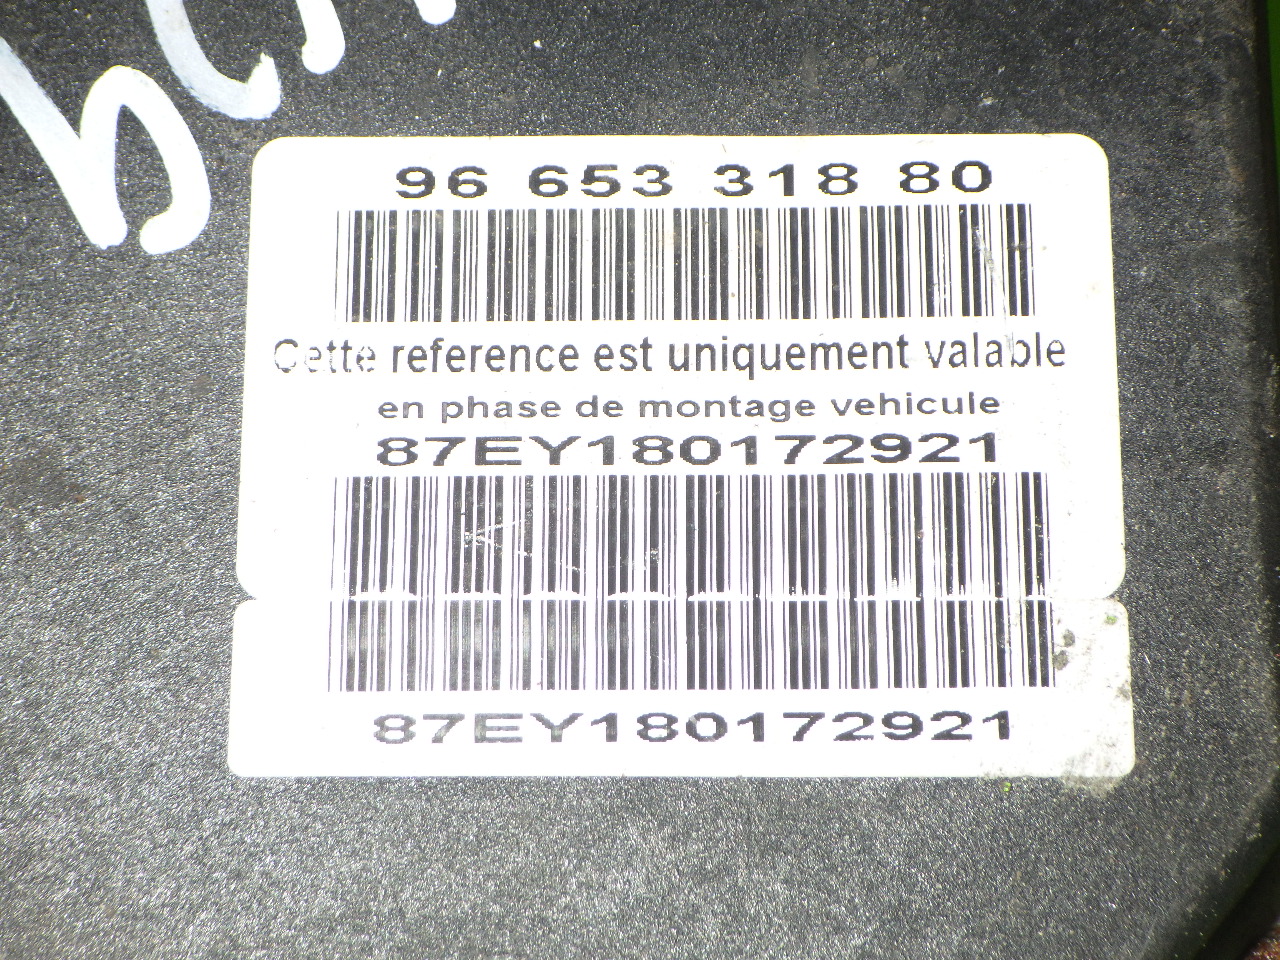 96 653 318 80
Cette reference est uniquement valable
en phase de montage vehicule
87EY180172921
87EY180172921